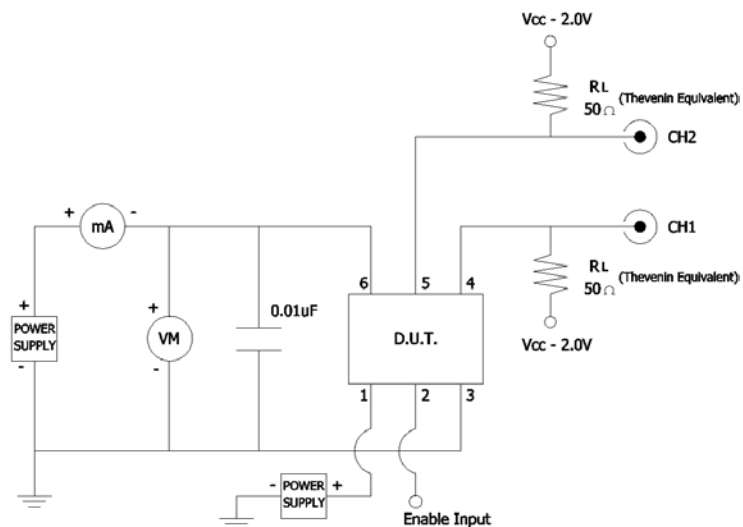 Vcc - 2.0V
RL (Thevenin Equivalent)
50Ω
CH2
+ mA -
CH1
6 5 4
RL (Thevenin Equivalent)
50Ω
+
POWER
SUPPLY
-
+
VM
-
0.01uF
D.U.T.
Vcc - 2.0V
1 2 3
- POWER +
SUPPLY
Enable Input